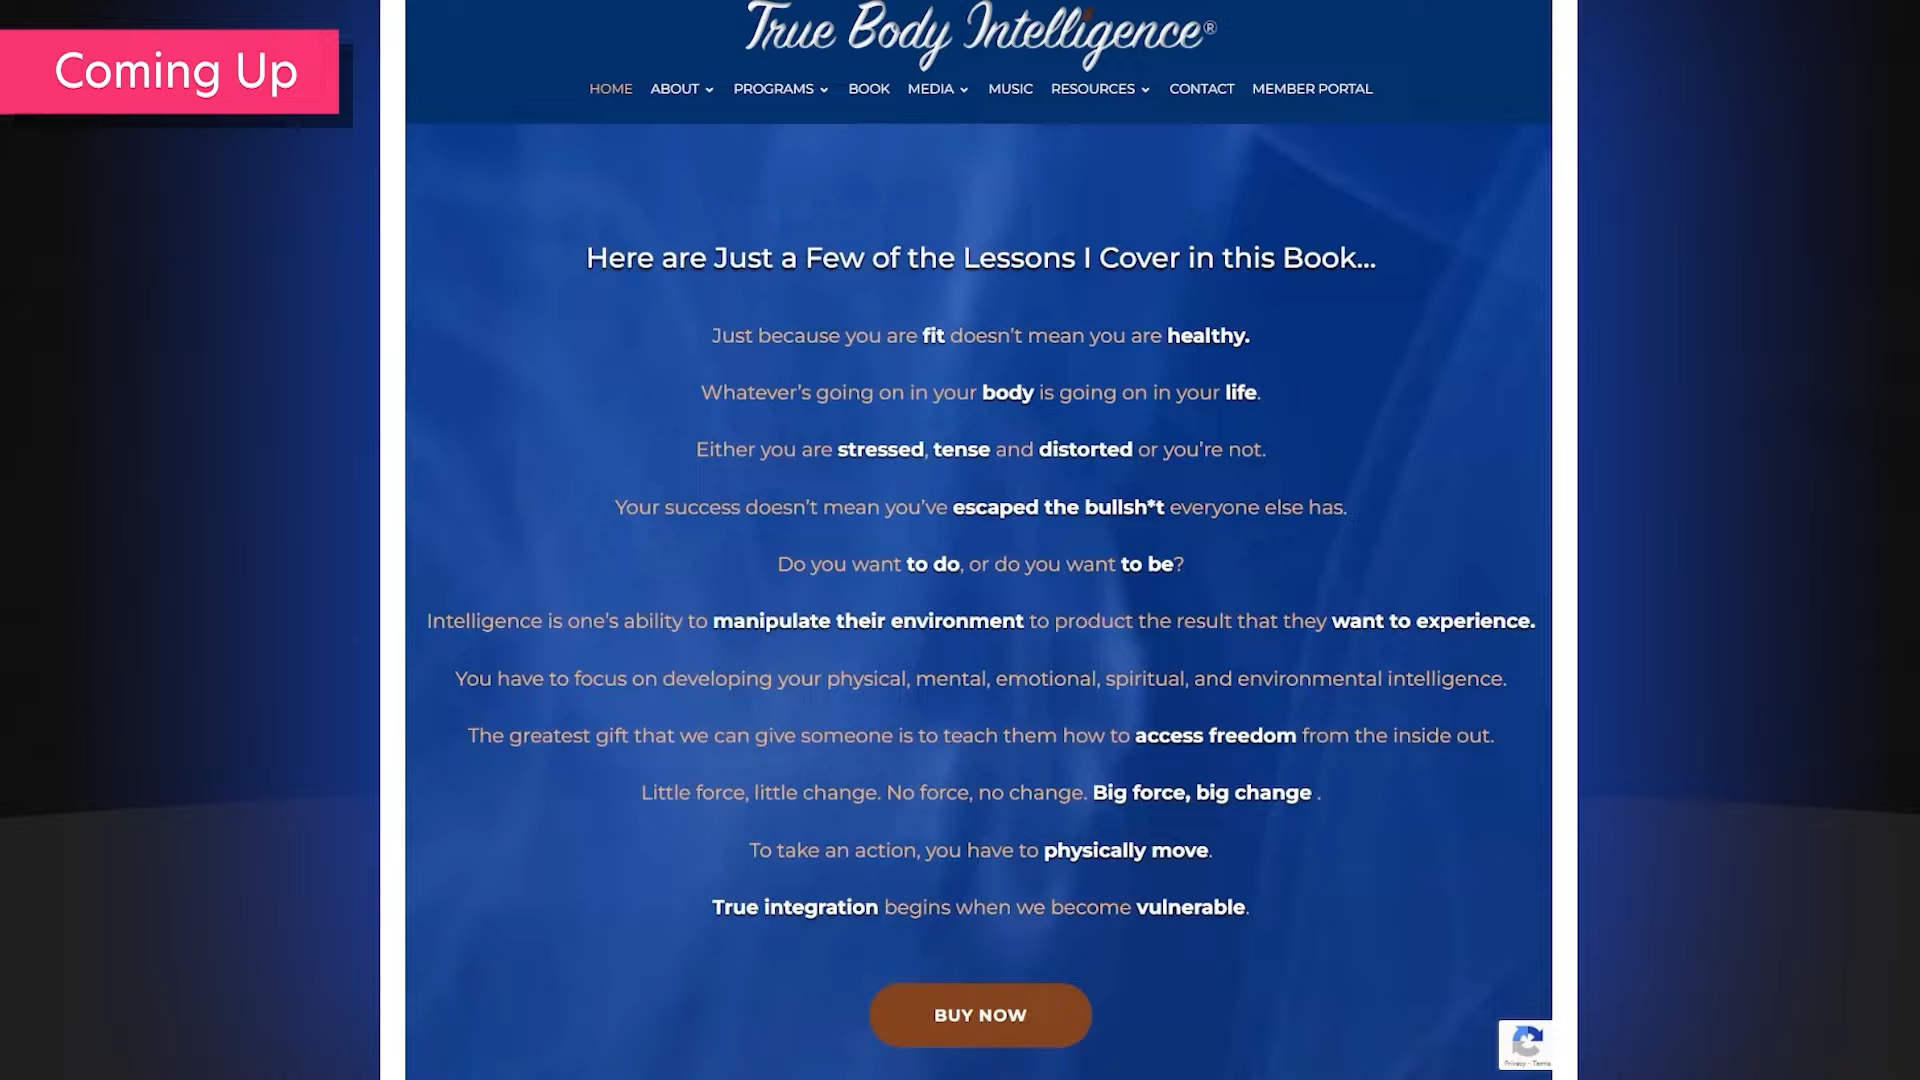 Coming Up
True Body Intelligence®
HOME ABOUT PROGRAMS BOOK MEDIA MUSIC RESOURCES CONTACT MEMBER PORTAL
Here are Just a Few of the Lessons I Cover in this Book...
Just because you are fit doesn't mean you are healthy.
Whatever's going on in your body is going on in your life.
Either you are stressed, tense and distorted or you're not.
Your success doesn't mean you've escaped the bullsh*t everyone else has.
Do you want to do, or do you want to be?
Intelligence is one's ability to manipulate their environment to product the result that they want to experience.
You have to focus on developing your physical, mental, emotional, spiritual, and environmental intelligence.
The greatest gift that we can give someone is to teach them how to access freedom from the inside out.
Little force, little change. No force, no change. Big force, big change .
To take an action, you have to physically move.
True integration begins when we become vulnerable.
BUY NOW
Privacy - Terms